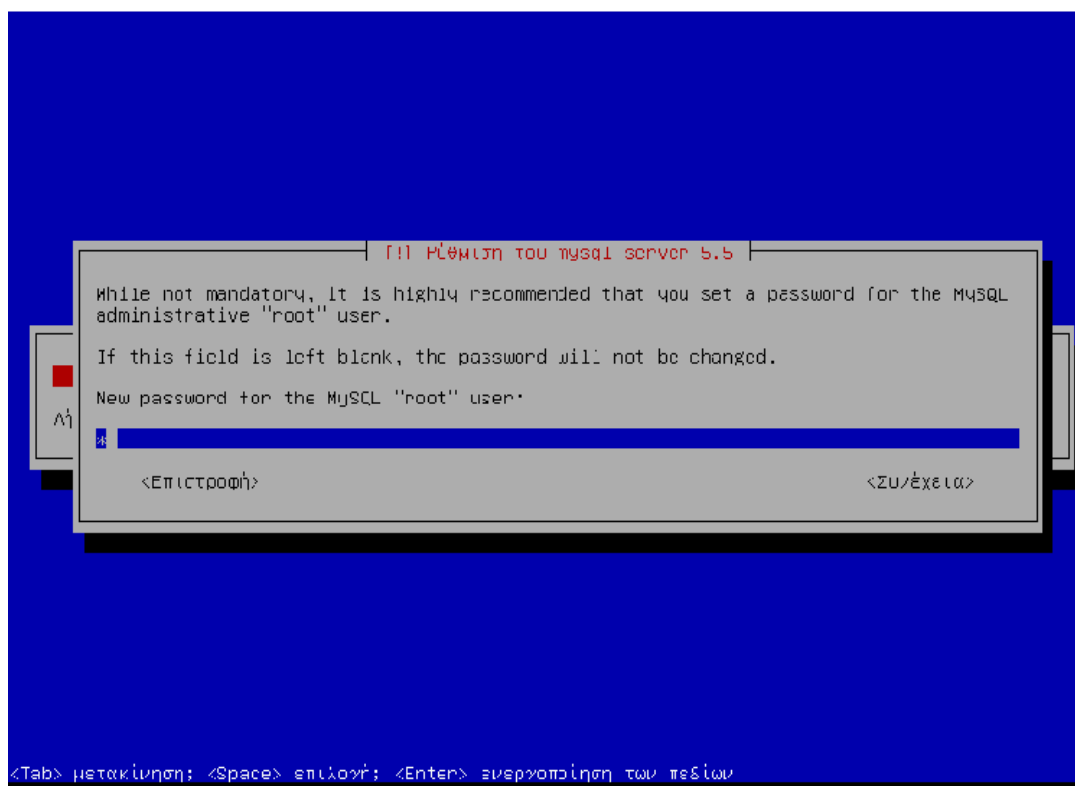 [!] Ρύθμιση του mysql server 5.5
While not mandatory, it is highly recommended that you set a password for the MySQL
administrative "root" user.
If this field is left blank, the password will not be changed.
New password for the MySQL "root" user:
Λή
*
<Επιστροφή> <Συνέχεια>
<Tab> μετακίνηση; <Space> επιλογή; <Enter> ενεργοποίηση των πεδίων